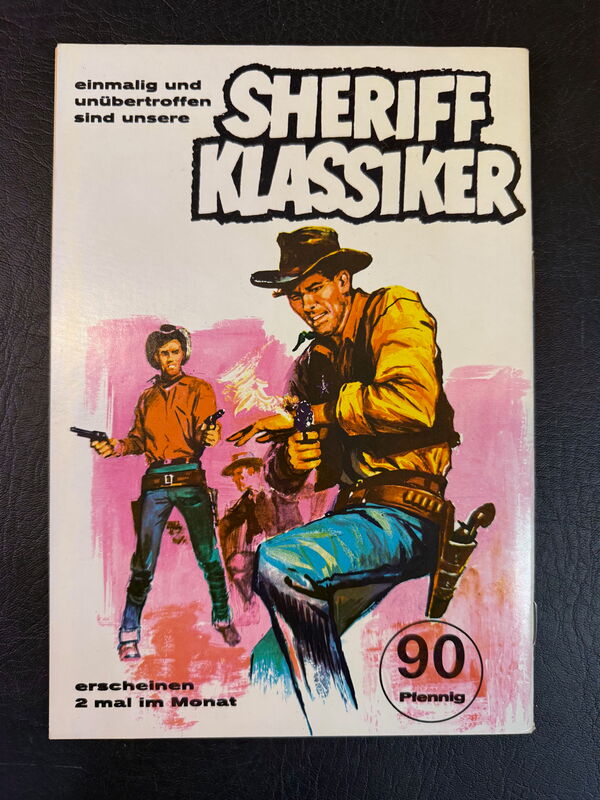 einmalig und
unübertroffen
sind unsere
SHERIFF
KLASSIKER
90
Pfennig
erscheinen
2 mal im Monat